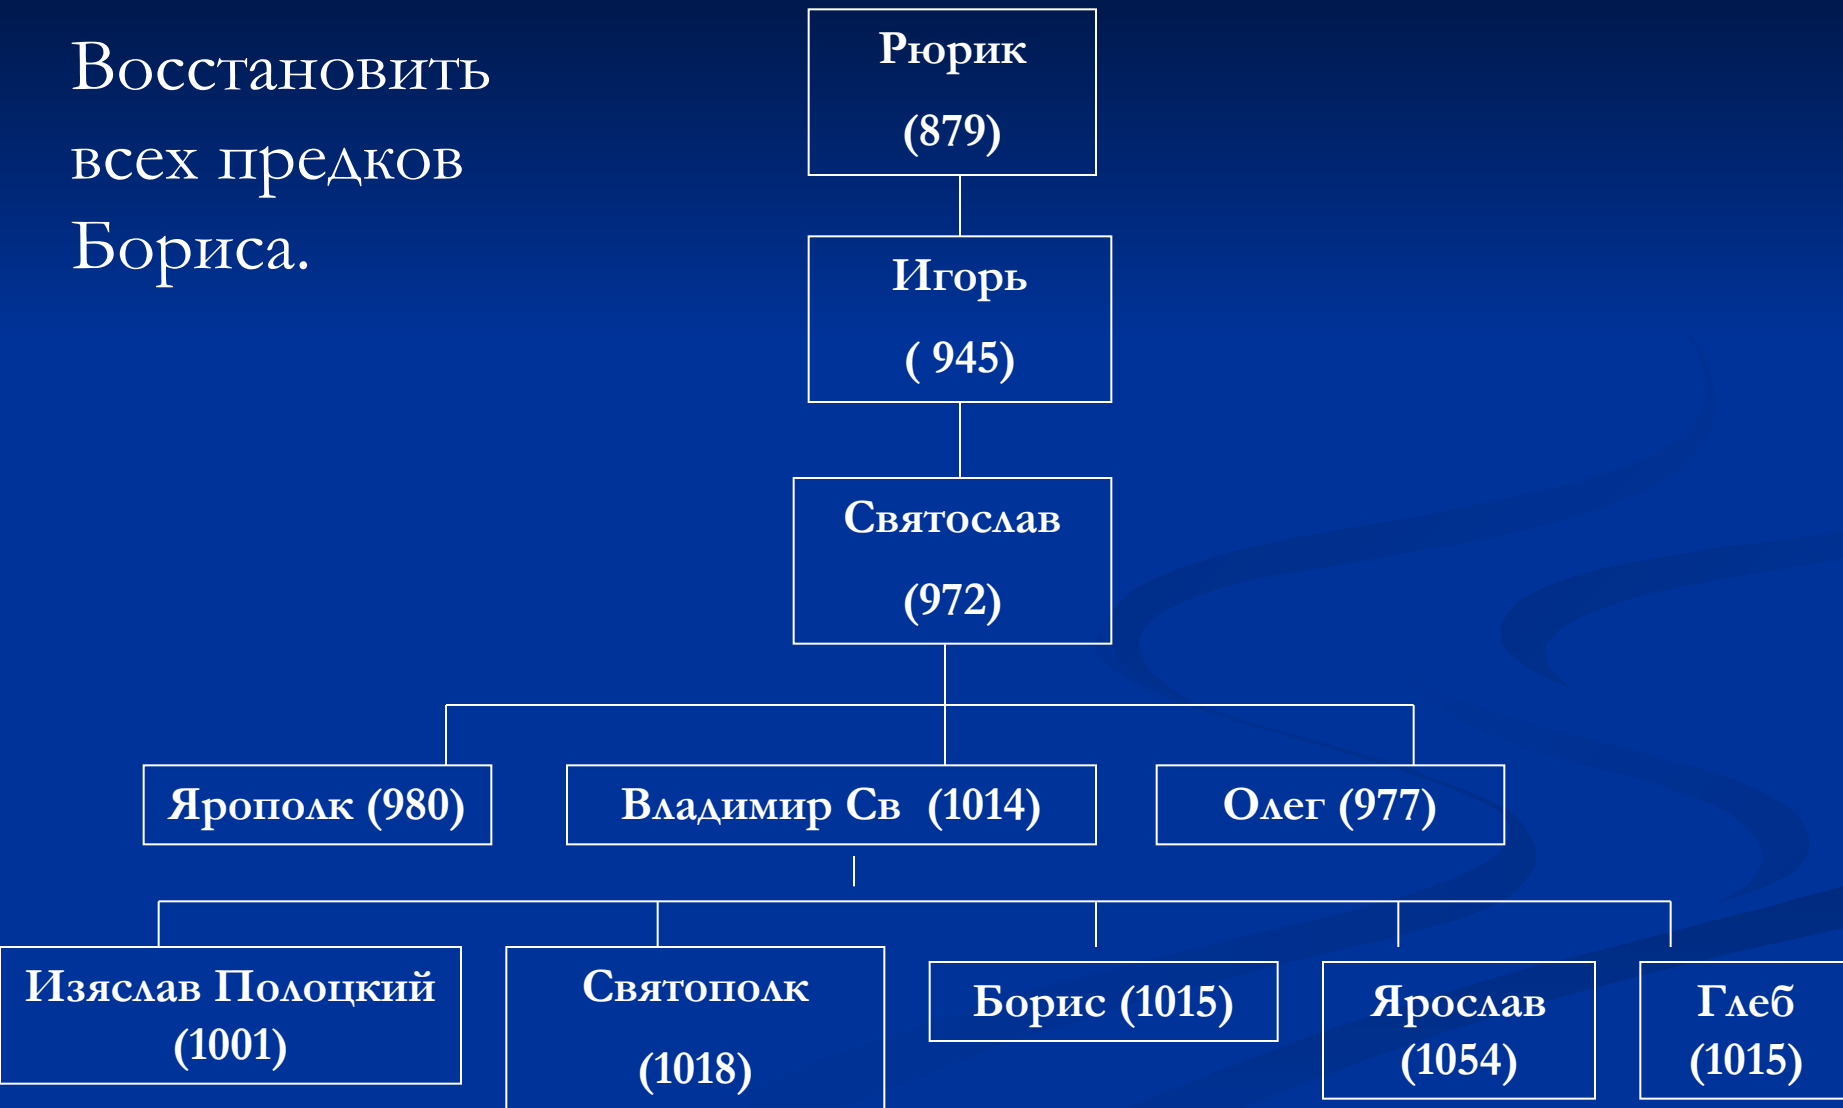 Восстановить
всех предков
Бориса.
Рюрик
(879)
Игорь
( 945)
Святослав
(972)
Ярополк (980)
Владимир Св (1014)
Олег (977)
Изяслав Полоцкий
(1001)
Святополк
(1018)
Борис (1015)
Ярослав
(1054)
Глеб
(1015)